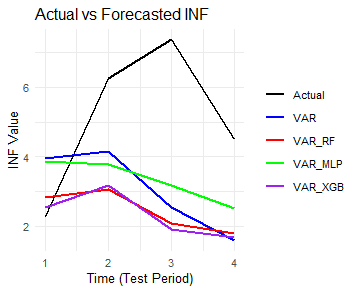 Actual vs Forecasted INF
INF Value
6
4
2
1 2 3 4
Time (Test Period)
Actual
VAR
VAR_RF
VAR_MLP
VAR_XGB